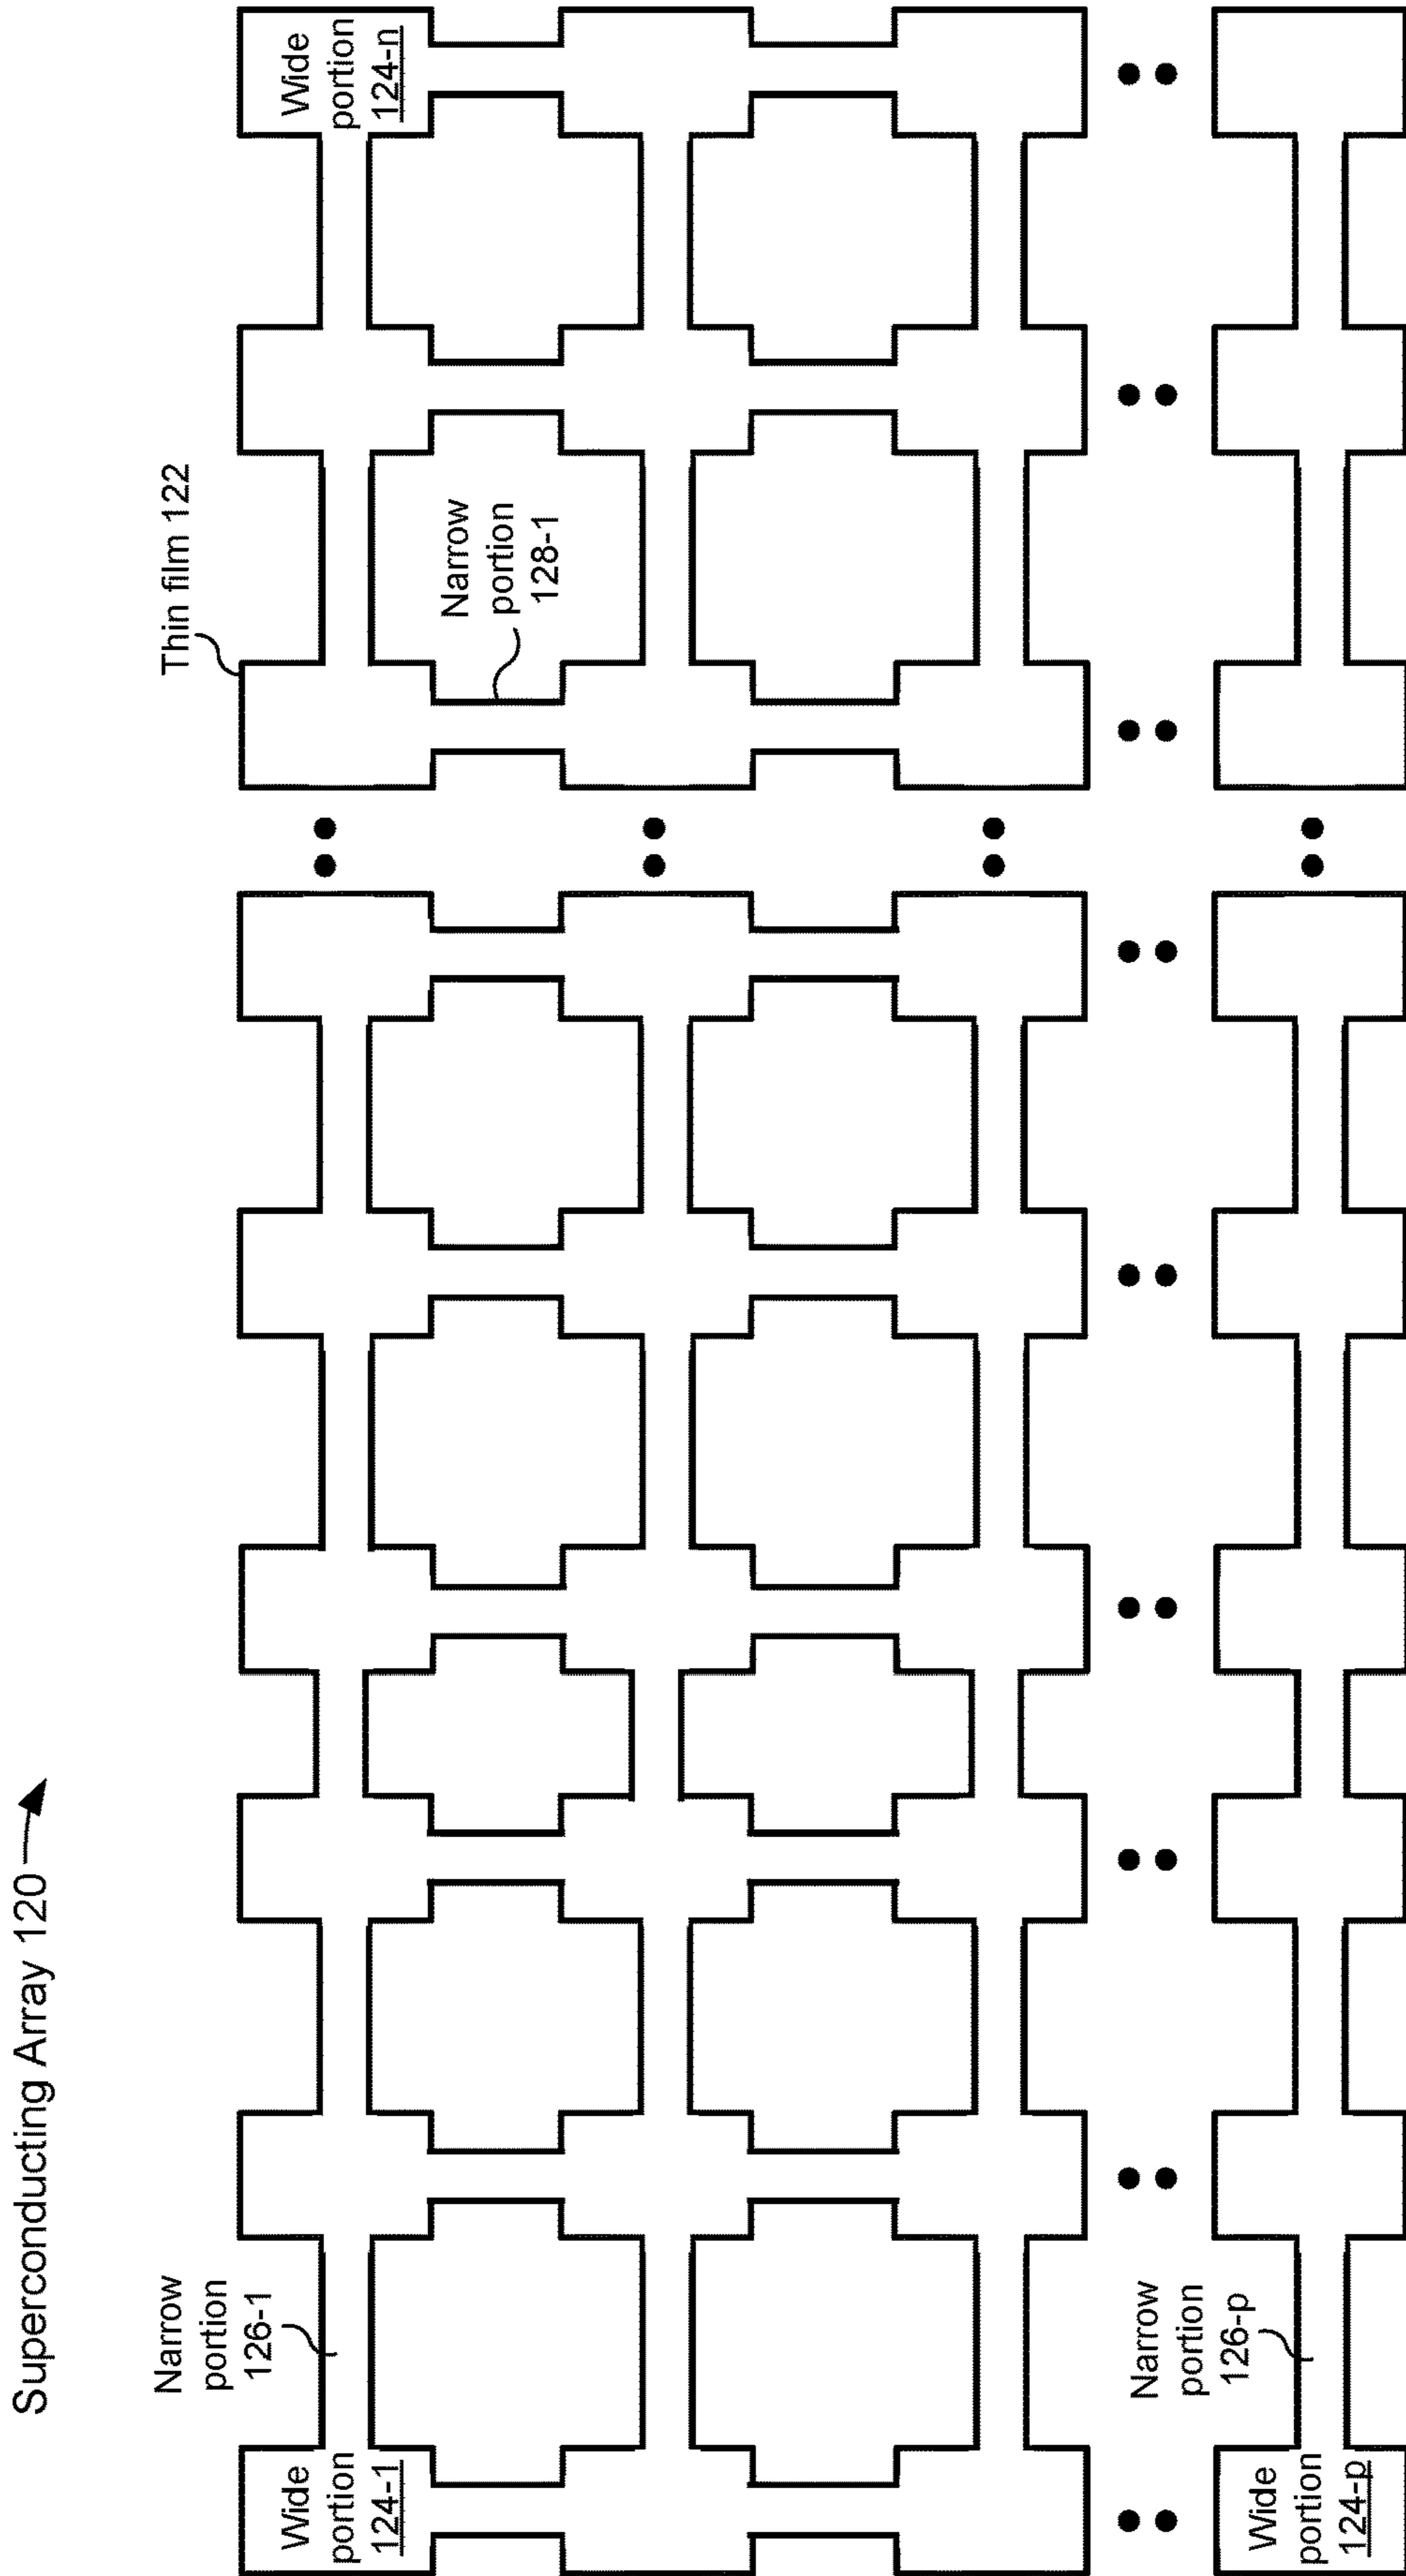 Superconducting Array 120
Thin film 122
Narrow
portion
126-1
Wide
portion
124-1
Narrow
portion
128-1
Wide
portion
124-n
Narrow
portion
126-p
Wide
portion
124-p